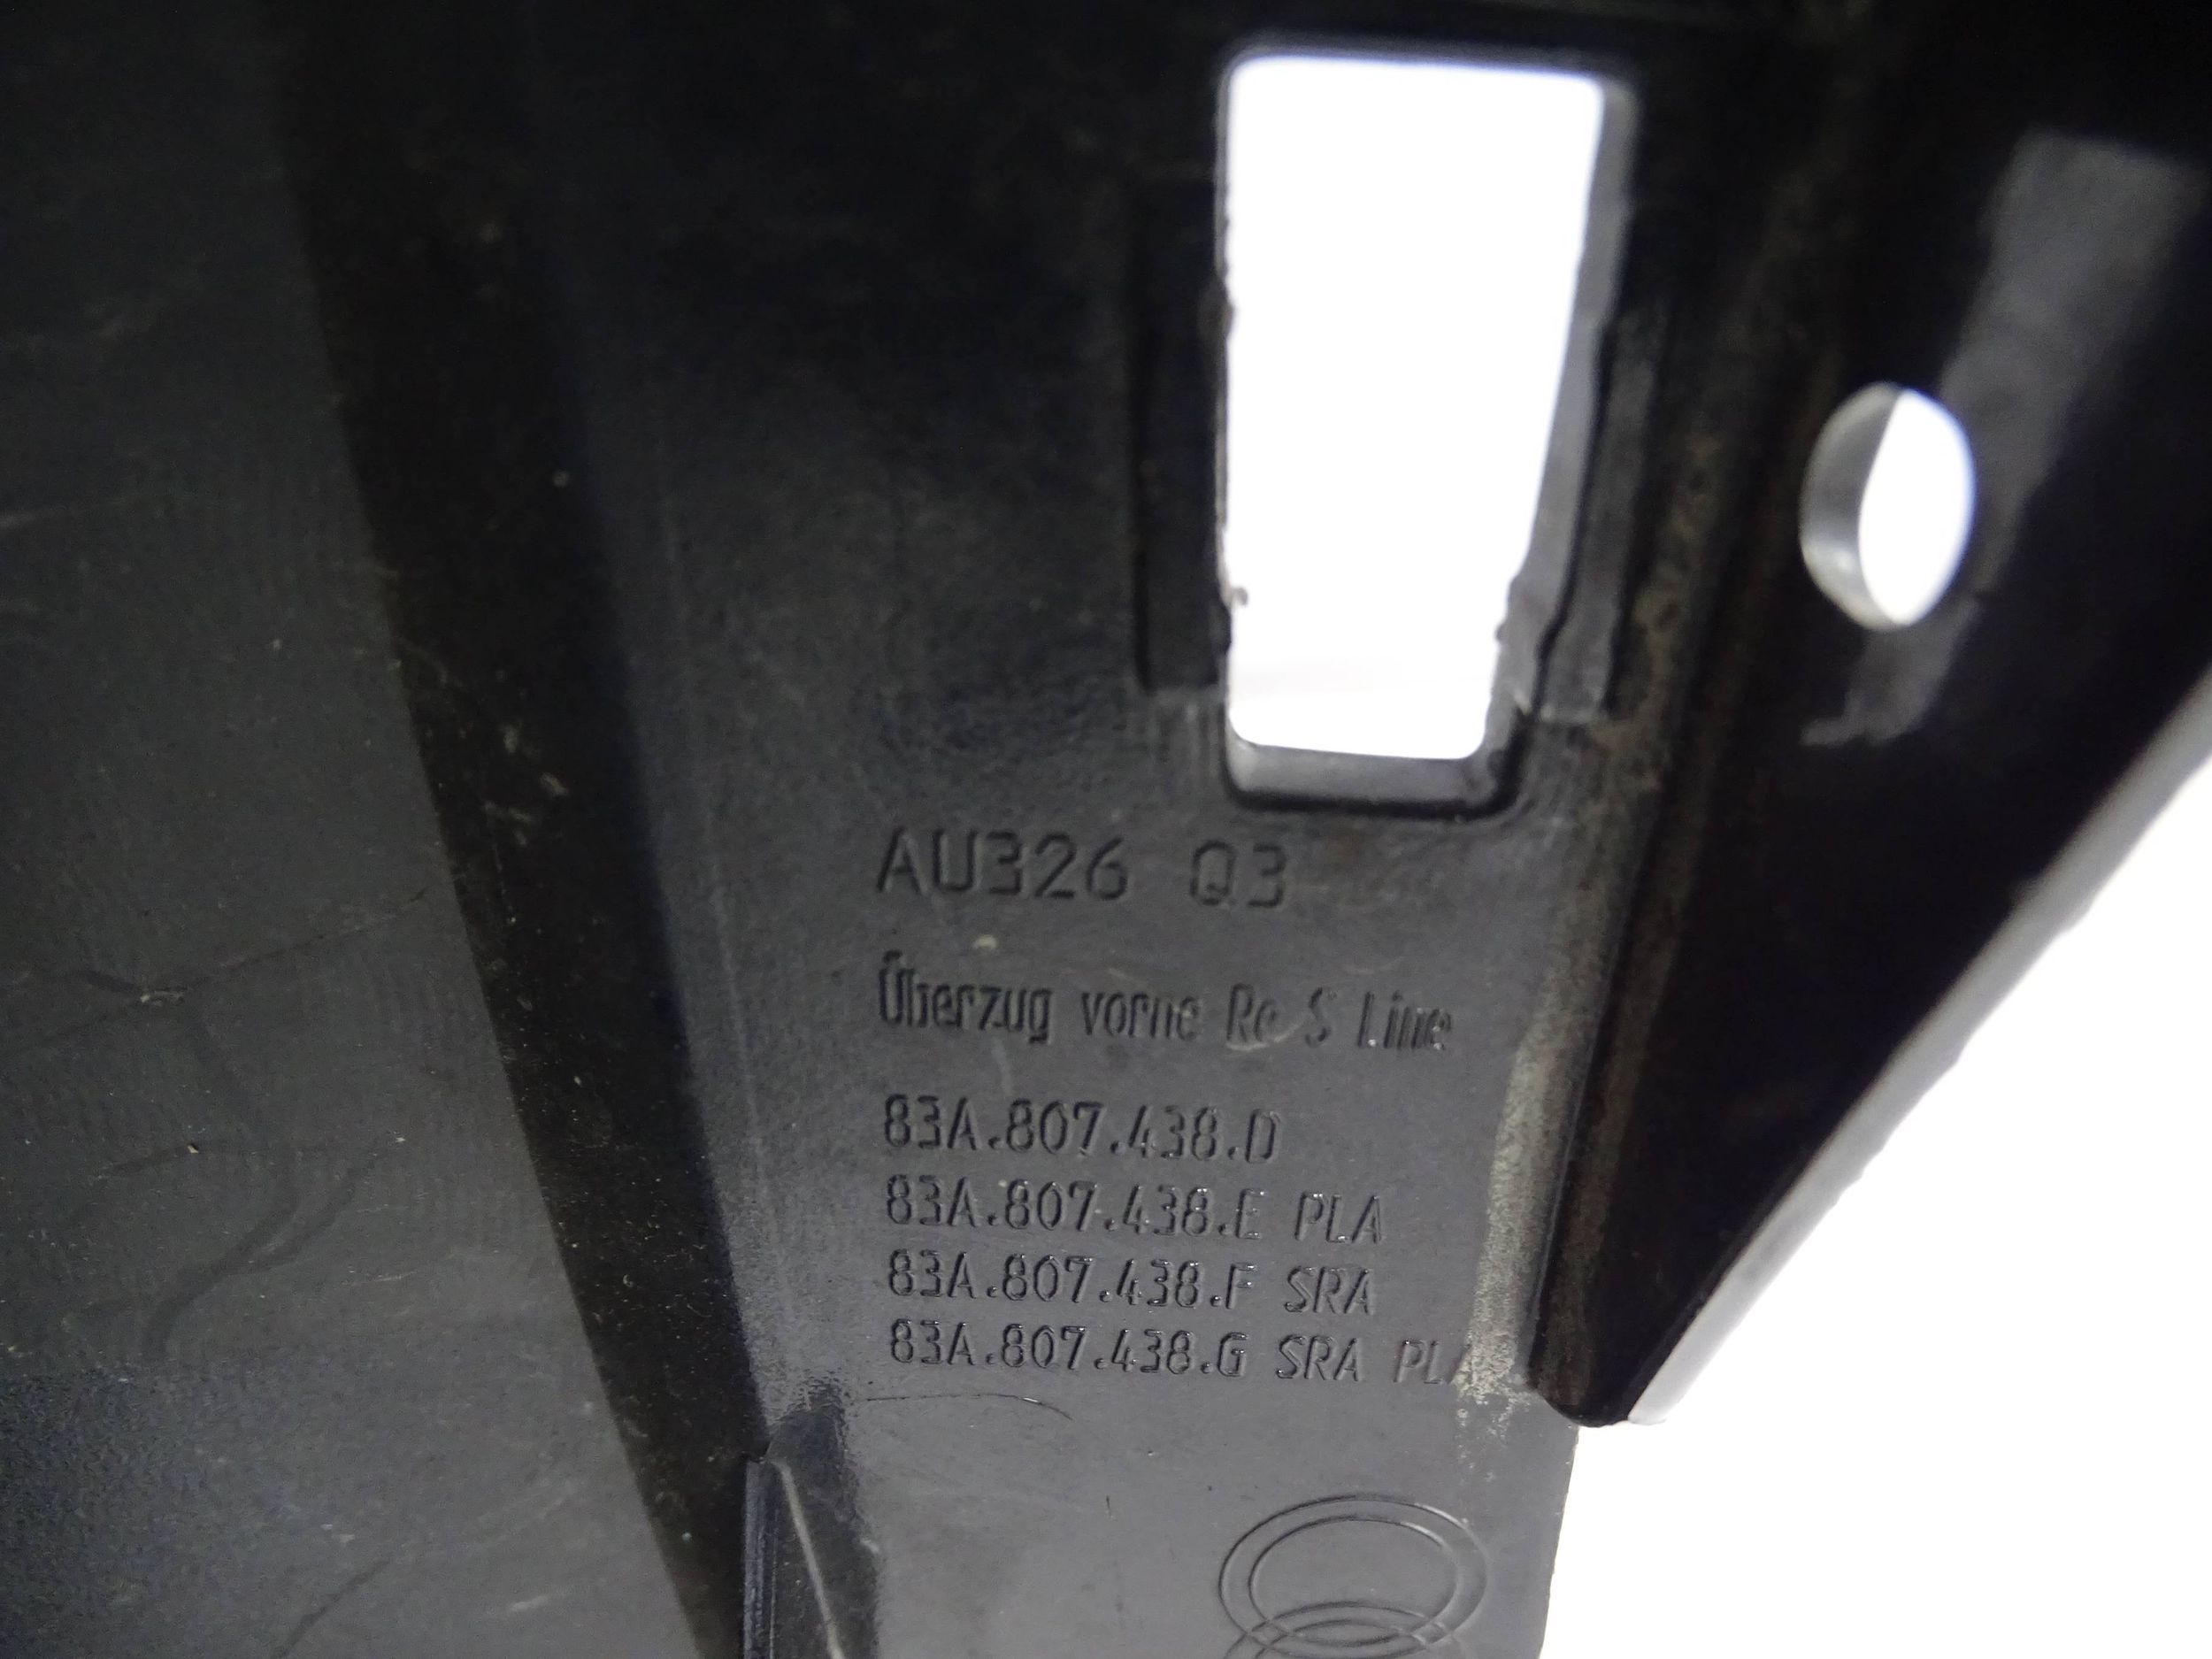 AU326 Q3
Überzug vorne Re S Line
83A.807.438.D
83A.807.438.E PLA
83A.807.438.F SRA
83A.807.438.G SRA PLA